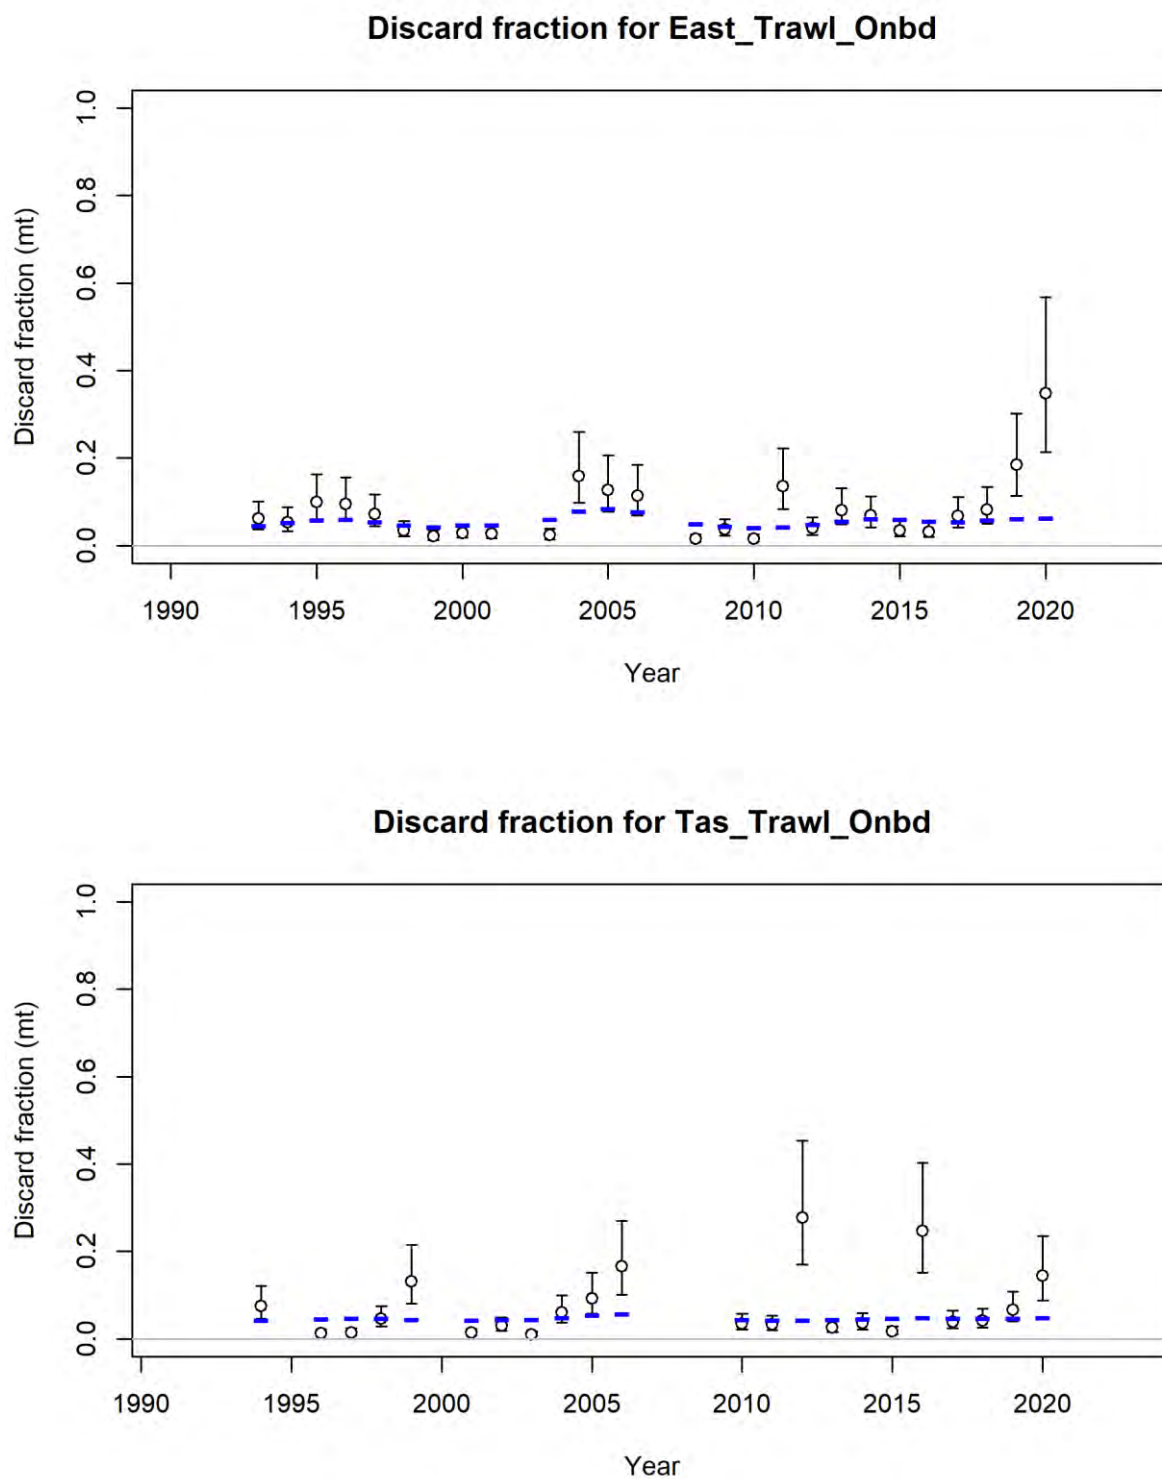 Discard fraction for East_Trawl_Onbd
Discard fraction (mt)
1.0
0.8
0.6
0.4
0.2
0.0
1990 1995 2000 2005 2010 2015 2020
Year
Discard fraction for Tas_Trawl_Onbd
Discard fraction (mt)
1.0
0.8
0.6
0.4
0.2
0.0
1990 1995 2000 2005 2010 2015 2020
Year